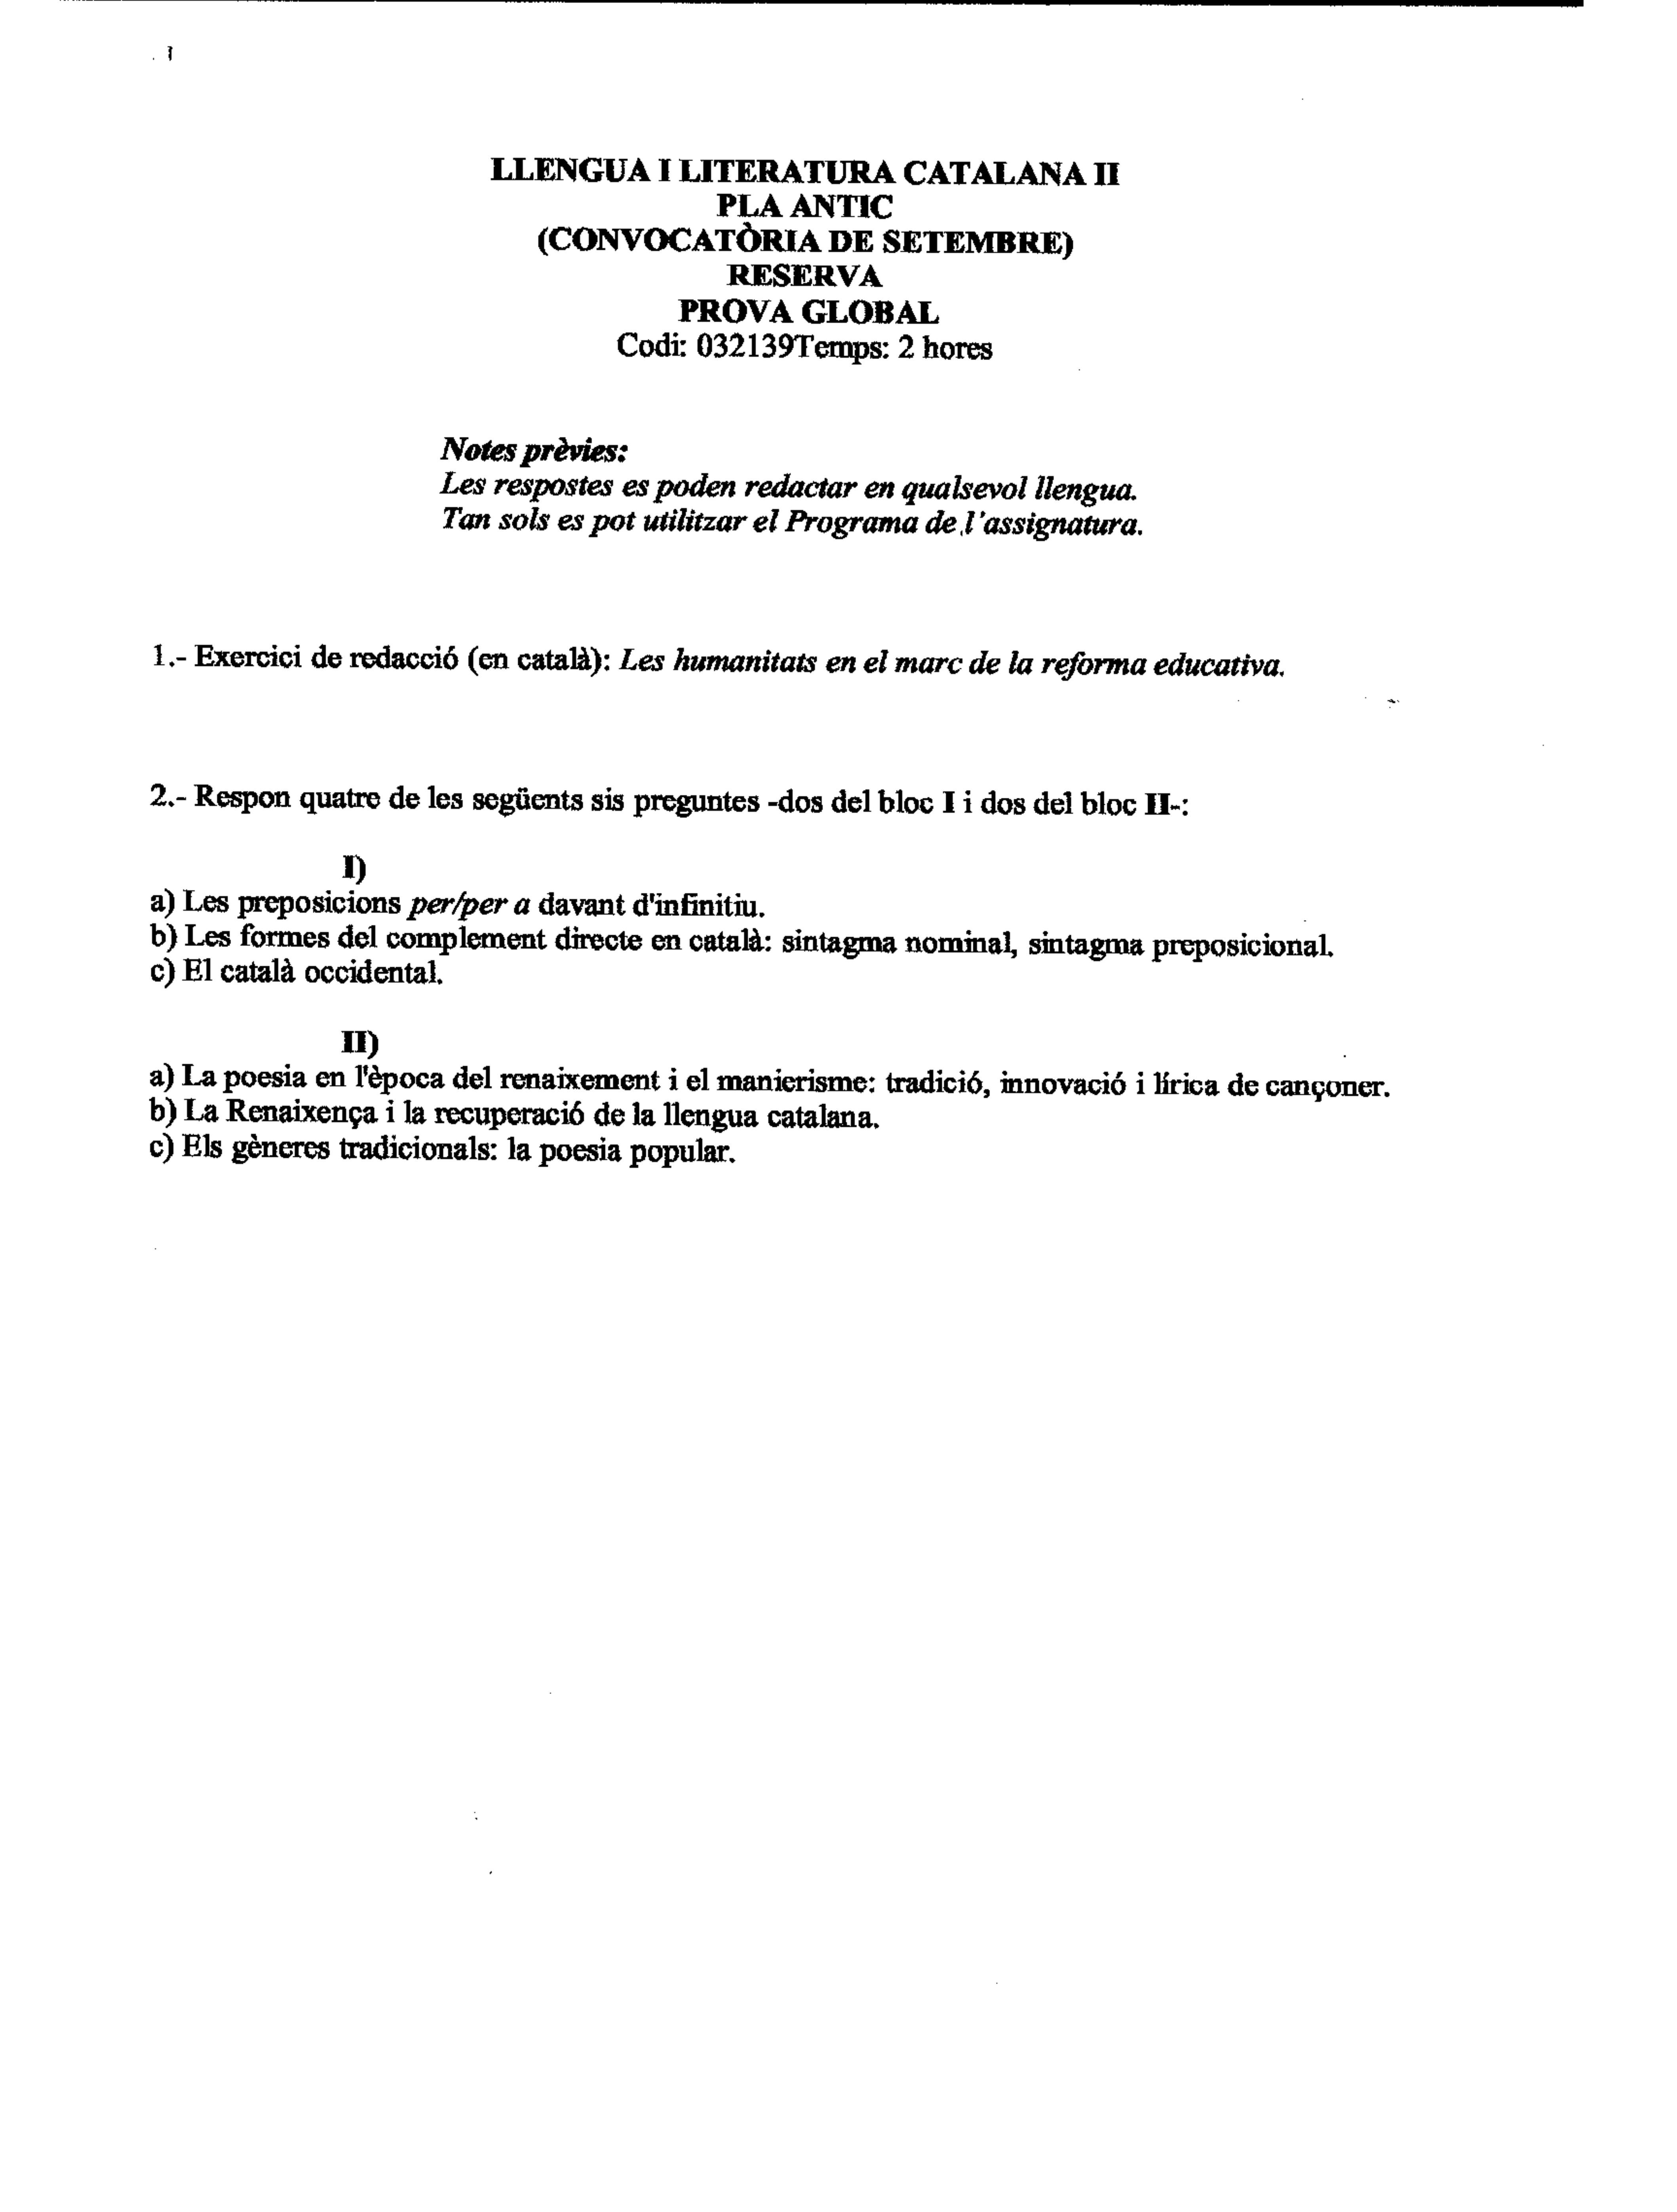 LLENGUA I LITERATURA CATALANA II
PLA ANTIC
(CONVOCATÒRIA DE SETEMBRE)
RESERVA
PROVA GLOBAL
Codi: 032139Temps: 2 hores
Notes prèvies:
Les respostes es poden redactar en qualsevol llengua.
Tan sols es pot utilitzar el Programa de l'assignatura.
1.- Exercici de redacció (en català): Les humanitats en el marc de la reforma educativa.
2.- Respon quatre de les següents sis preguntes -dos del bloc I i dos del bloc II-:
I)
a) Les preposicions per/per a davant d'infinitiu.
b) Les formes del complement directe en català: sintagma nominal, sintagma preposicional.
c) El català occidental.
II)
a) La poesia en l'època del renaixement i el manierisme: tradició, innovació i lírica de cançoner.
b) La Renaixença i la recuperació de la llengua catalana.
c) Els gèneres tradicionals: la poesia popular.